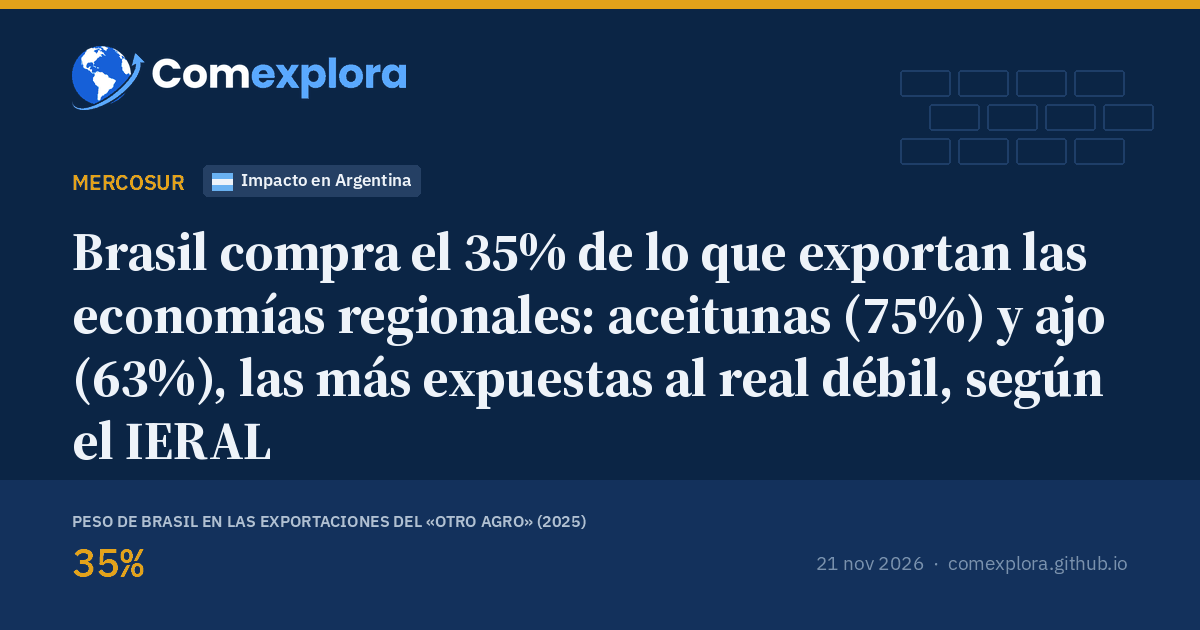 Comexplora
MERCOSUR
Impacto en Argentina
Brasil compra el 35% de lo que exportan las
economías regionales: aceitunas (75%) y ajo
(63%), las más expuestas al real débil, según
el IERAL
PESO DE BRASIL EN LAS EXPORTACIONES DEL «OTRO AGRO» (2025)
35%
21 nov 2026 · comexplora.github.io